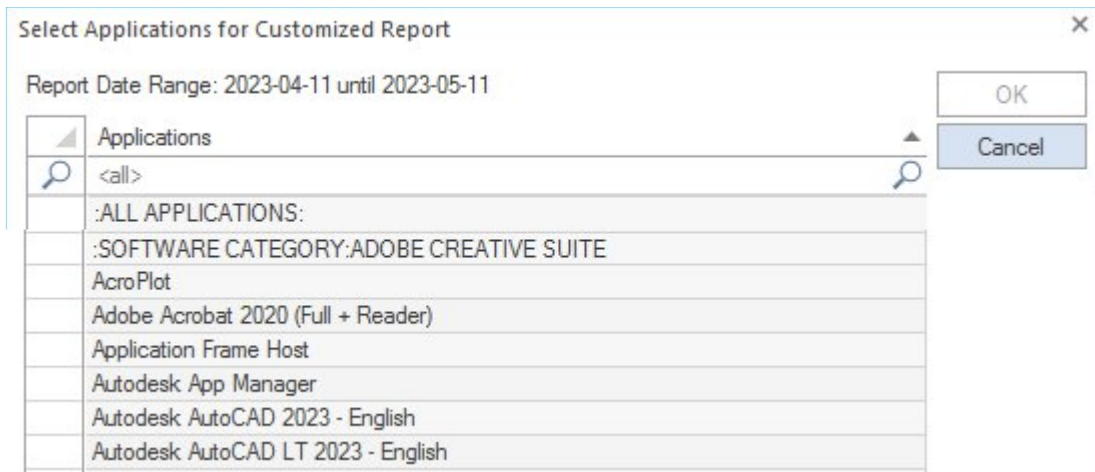 Select Applications for Customized Report
Report Date Range: 2023-04-11 until 2023-05-11
OK
Applications
Cancel
<all>
:ALL APPLICATIONS:
:SOFTWARE CATEGORY:ADOBE CREATIVE SUITE
AcroPlot
Adobe Acrobat 2020 (Full + Reader)
Application Frame Host
Autodesk App Manager
Autodesk AutoCAD 2023 - English
Autodesk AutoCAD LT 2023 - English